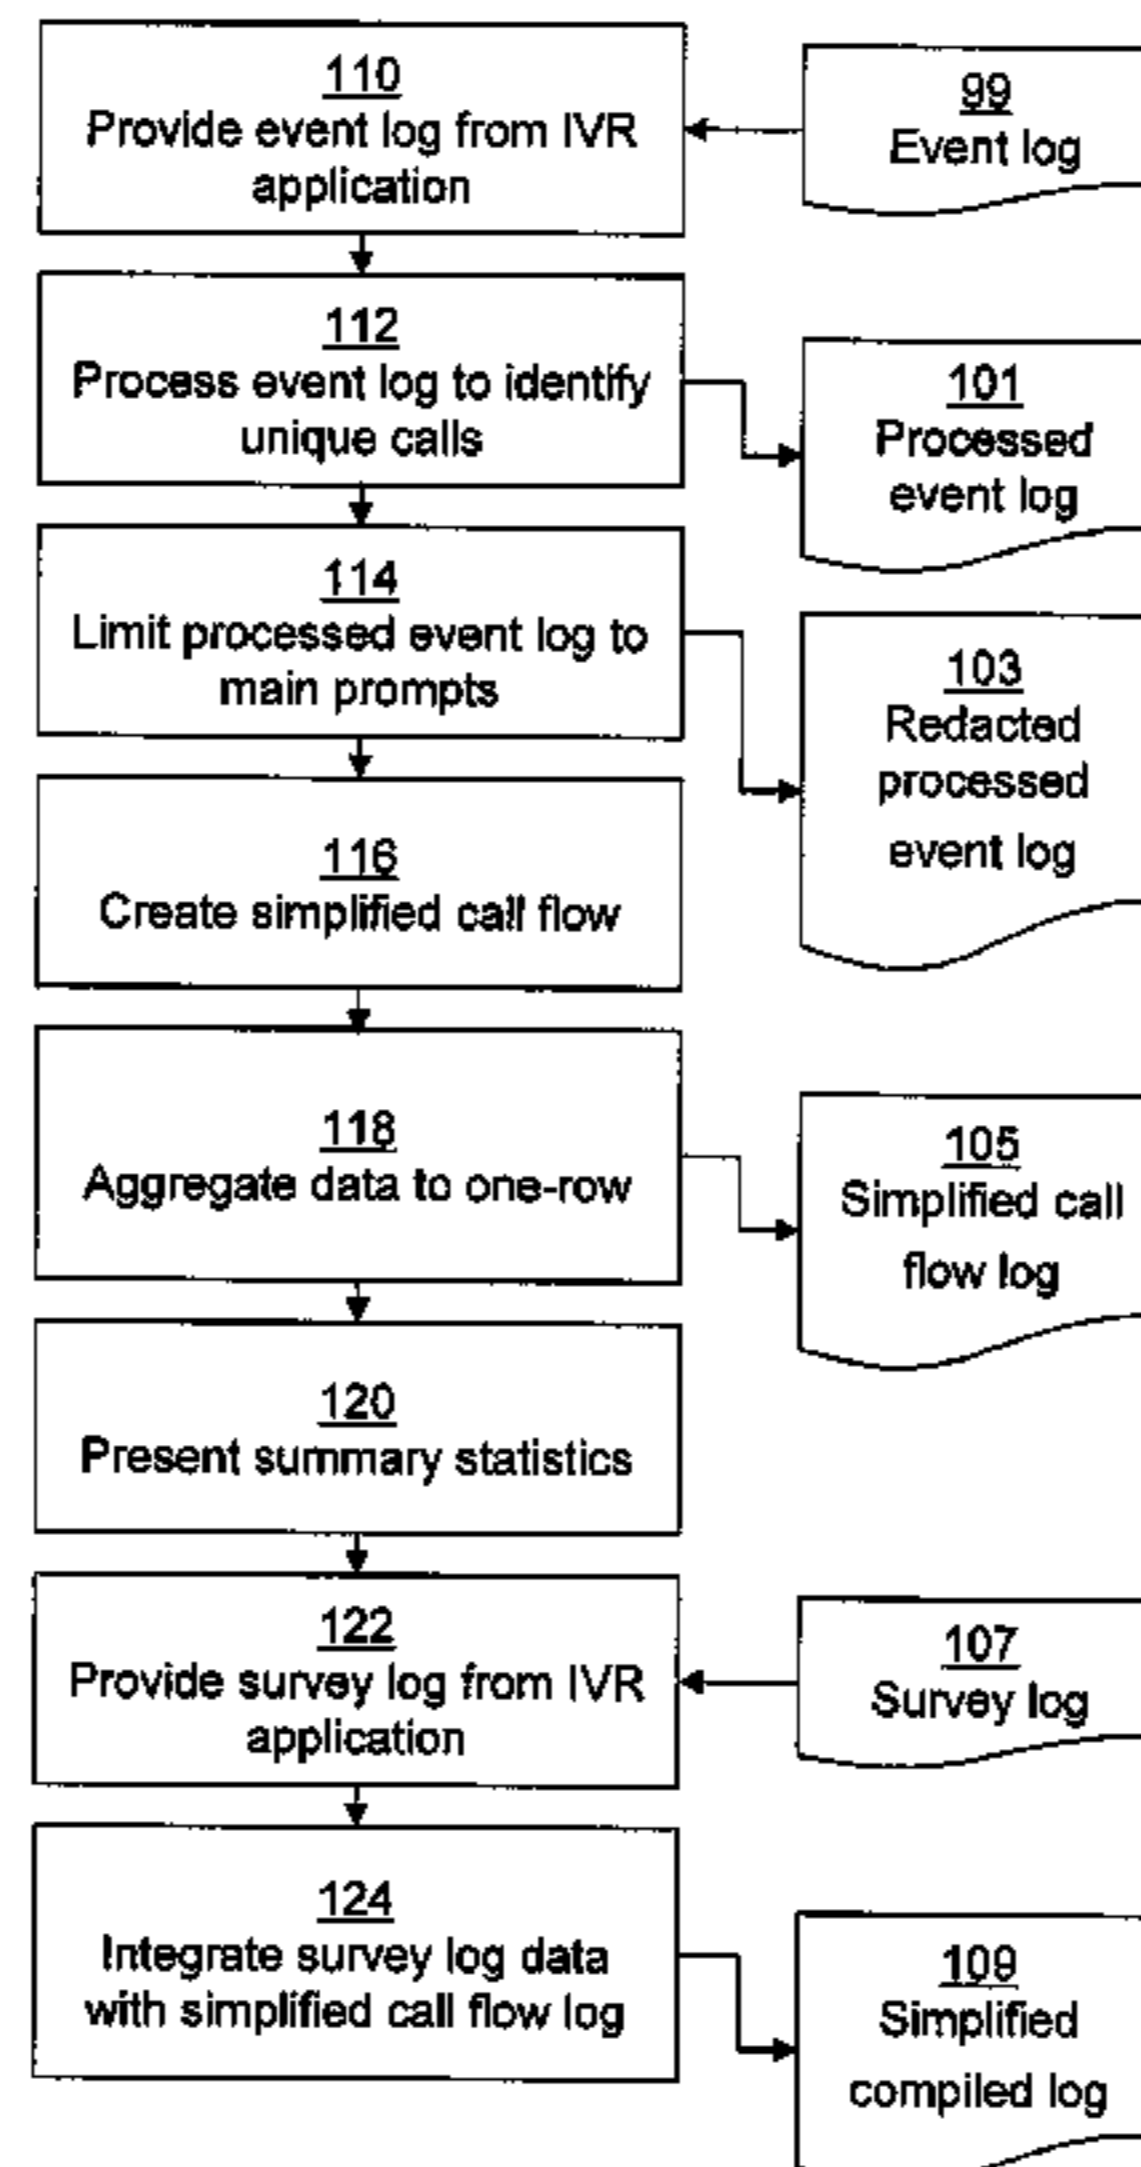 110
Provide event log from IVR
application
99
Event log
112
Process event log to identify
unique calls
101
Processed
event log
114
Limit processed event log to
main prompts
103
Redacted
processed
event log
116
Create simplified call flow
118
Aggregate data to one-row
105
Simplified call
flow log
120
Present summary statistics
122
Provide survey log from IVR
application
107
Survey log
124
Integrate survey log data
with simplified call flow log
109
Simplified
compiled log